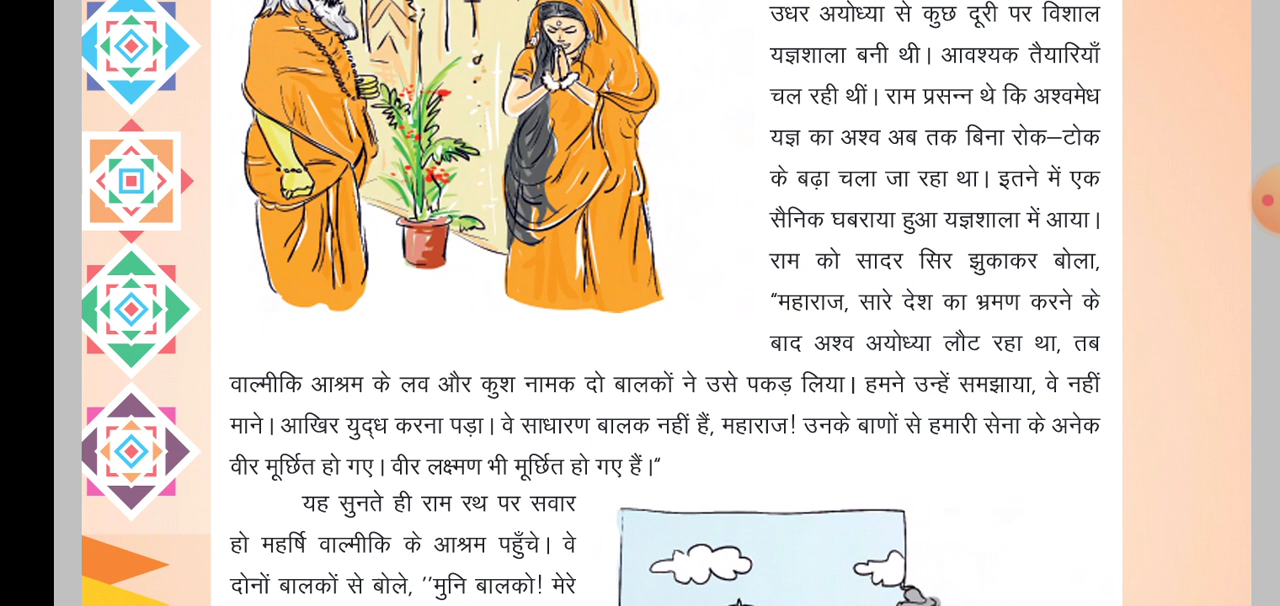 उधर अयोध्या से कुछ दूरी पर विशाल
यज्ञशाला बनी थी। आवश्यक तैयारियाँ
चल रही थीं। राम प्रसन्न थे कि अश्वमेध
यज्ञ का अश्व अब तक बिना रोक–टोक
के बढ़ा चला जा रहा था। इतने में एक
सैनिक घबराया हुआ यज्ञशाला में आया।
राम को सादर सिर झुकाकर बोला,
“महाराज, सारे देश का भ्रमण करने के
बाद अश्व अयोध्या लौट रहा था, तब
वाल्मीकि आश्रम के लव और कुश नामक दो बालकों ने उसे पकड़ लिया। हमने उन्हें समझाया, वे नहीं
माने। आखिर युद्ध करना पड़ा। वे साधारण बालक नहीं हैं, महाराज! उनके बाणों से हमारी सेना के अनेक
वीर मूर्छित हो गए। वीर लक्ष्मण भी मूर्छित हो गए हैं।“
यह सुनते ही राम रथ पर सवार
हो महर्षि वाल्मीकि के आश्रम पहुँचे। वे
दोनों बालकों से बोले, ’’मुनि बालको! मेरे